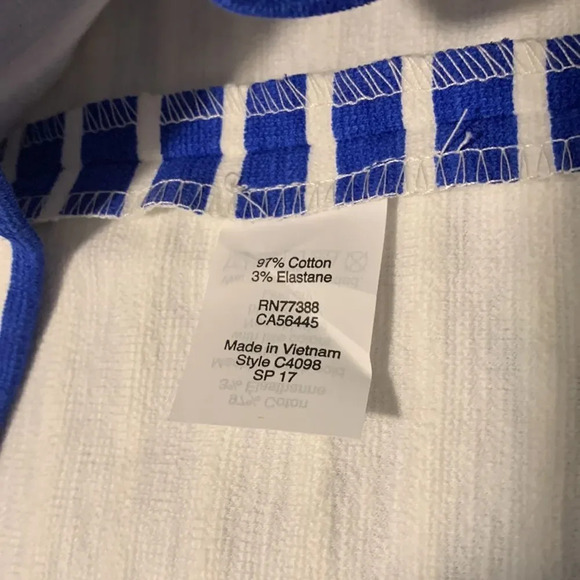 97% Cotton
3% Elastane
RN77388
CA56445
Made in Vietnam
Style C4098
SP 17